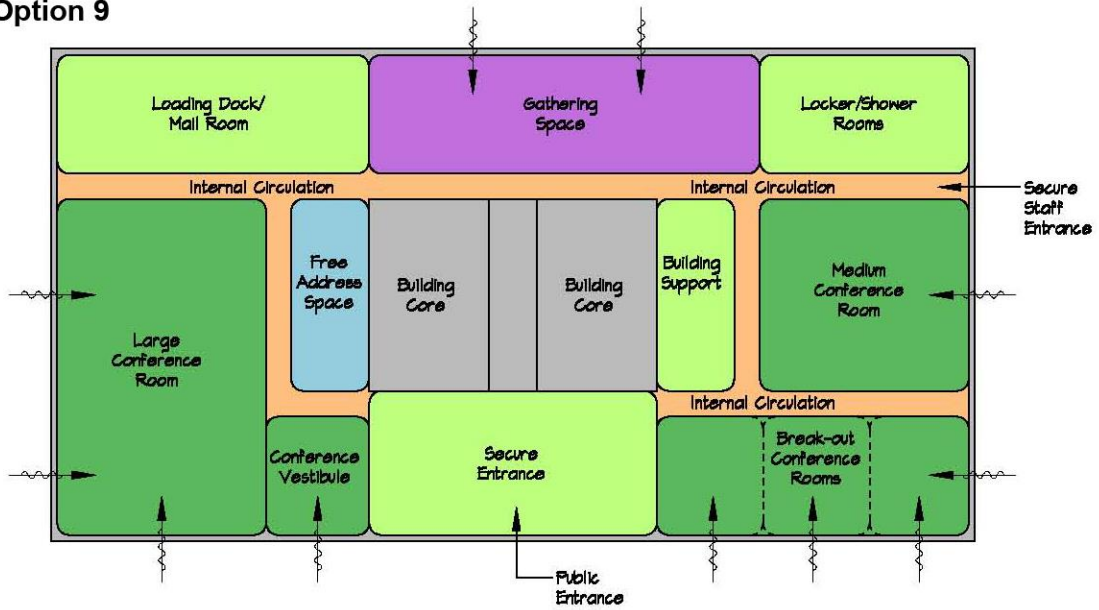 Option 9
Loading Dock/
Mail Room
Gathering
Space
Locker/Shower
Rooms
Internal Circulation
Internal Circulation
Secure
Staff
Entrance
Free
Address
Space
Building
Core
Building
Core
Building
Support
Medium
Conference
Room
Large
Conference
Room
Internal Circulation
Conference
Vestibule
Secure
Entrance
Break-out
Conference
Rooms
Public
Entrance